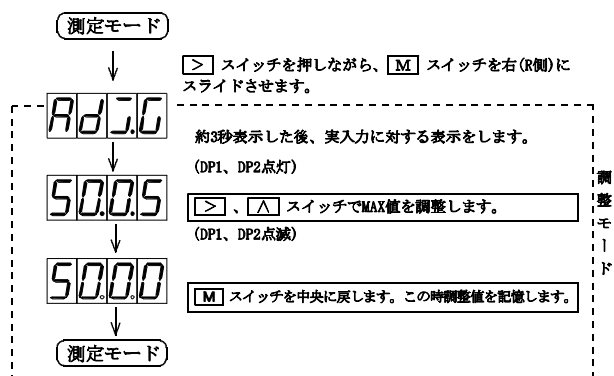 測定モード
> スイッチを押しながら、 M スイッチを右(R側)に
スライドさせます。
AdJ.G
約3秒表示した後、実入力に対する表示をします。
(DP1、DP2点灯)
50.0.5
> 、 ∧ スイッチでMAX値を調整します。
(DP1、DP2点滅)
50.0.0
M スイッチを中央に戻します。この時調整値を記憶します。
測定モード
調整モード